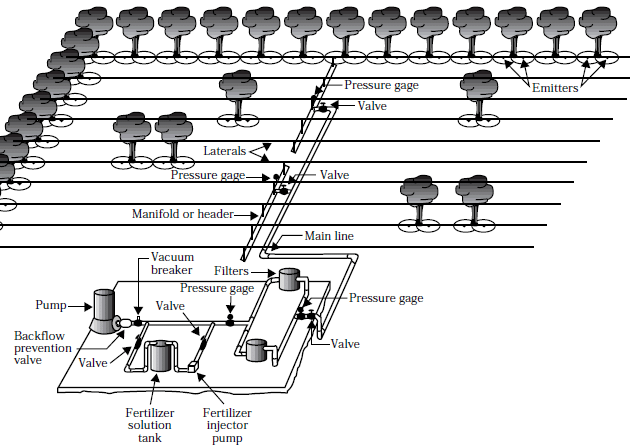 Pressure gage
Emitters
Valve
Laterals
Pressure gage
Valve
Manifold or header
Main line
Vacuum
breaker
Filters
Pressure gage
Pump
Valve
Pressure gage
Backflow
prevention
valve
Valve
Valve
Fertilizer
solution
tank
Fertilizer
injector
pump